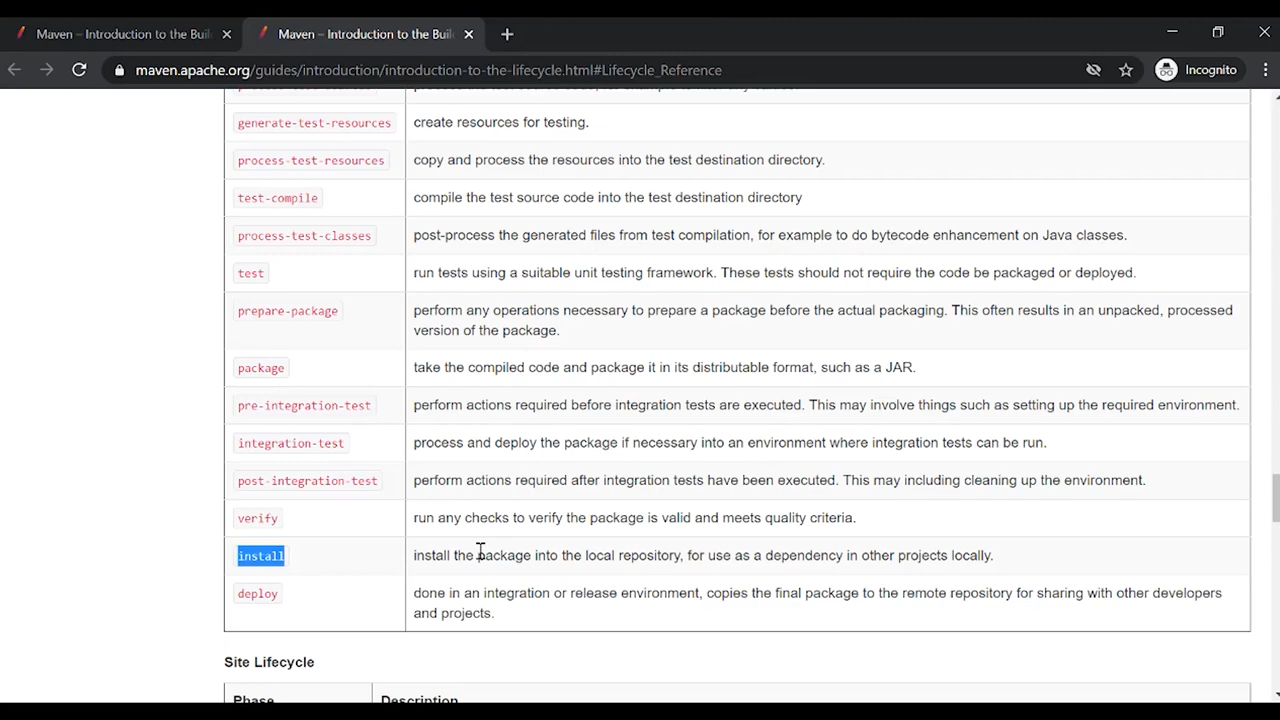 Maven – Introduction to the Buil
Maven – Introduction to the Buil
maven.apache.org/guides/introduction/introduction-to-the-lifecycle.html#Lifecycle_Reference
Incognito
generate-test-resources create resources for testing.
process-test-resources copy and process the resources into the test destination directory.
test-compile compile the test source code into the test destination directory
process-test-classes post-process the generated files from test compilation, for example to do bytecode enhancement on Java classes.
test run tests using a suitable unit testing framework. These tests should not require the code be packaged or deployed.
prepare-package perform any operations necessary to prepare a package before the actual packaging. This often results in an unpacked, processed
version of the package.
package take the compiled code and package it in its distributable format, such as a JAR.
pre-integration-test perform actions required before integration tests are executed. This may involve things such as setting up the required environment.
integration-test process and deploy the package if necessary into an environment where integration tests can be run.
post-integration-test perform actions required after integration tests have been executed. This may including cleaning up the environment.
verify run any checks to verify the package is valid and meets quality criteria.
install install the package into the local repository, for use as a dependency in other projects locally.
deploy done in an integration or release environment, copies the final package to the remote repository for sharing with other developers
and projects.
Site Lifecycle
Phase Description